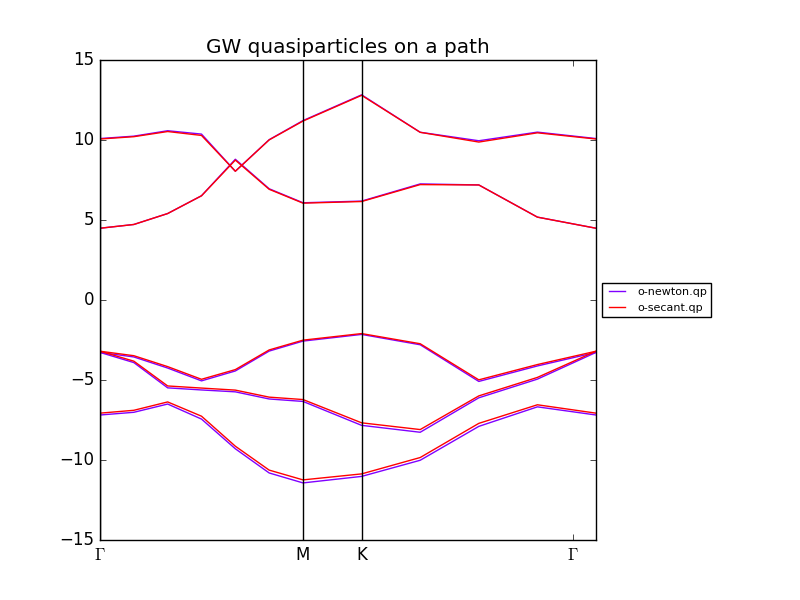 GW quasiparticles on a path
15
10
5
0
−5
−10
−15
Γ M K Γ
o-newton.qp
o-secant.qp